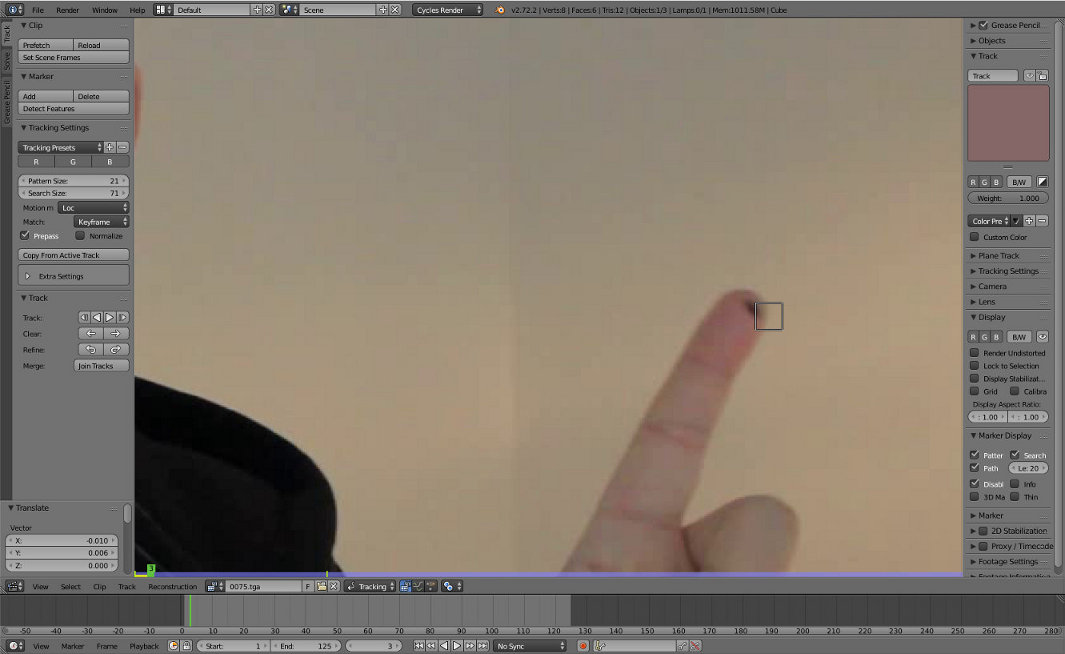 File Render Window Help Default Scene Cycles Render v2.72.2 | Verts:8 | Faces:6 | Tris:12 | Objects:1/3 | Lamps:0/1 | Mem:1011.58M | Cube
Track
Solve
Grease Pencil
Clip
Prefetch Reload
Set Scene Frames
Marker
Add Delete
Detect Features
Tracking Settings
Tracking Presets
R G B
Pattern Size: 21
Search Size: 71
Motion m Loc
Match: Keyframe
Prepass Normalize
Copy From Active Track
Extra Settings
Track
Track:
Clear:
Refine:
Merge: Join Tracks
Translate
Vector
X: -0.010
Y: 0.006
Z: 0.000
Grease Pencil...
Objects
Track
Track
R G B B/W
Weight: 1.000
Color Pre
Custom Color
Plane Track
Tracking Settings
Camera
Lens
Display
R G B B/W
Render Undistorted
Lock to Selection
Display Stabilizat...
Grid Calibra
Display Aspect Ratio:
: 1.00 : 1.00
Marker Display
Patter Search
Path Le: 20
Disabl Info
3D Ma Thin
Marker
2D Stabilization
Proxy / Timecode
Footage Settings
3
View Select Clip Track Reconstruction 0075.tga F Tracking
-50 -40 -30 -20 -10 0 10 20 30 40 50 60 70 80 90 100 110 120 130 140 150 160 170 180 190 200 210 220 230 240 250 260 270 280
View Marker Frame Playback Start: 1 End: 125 3 No Sync